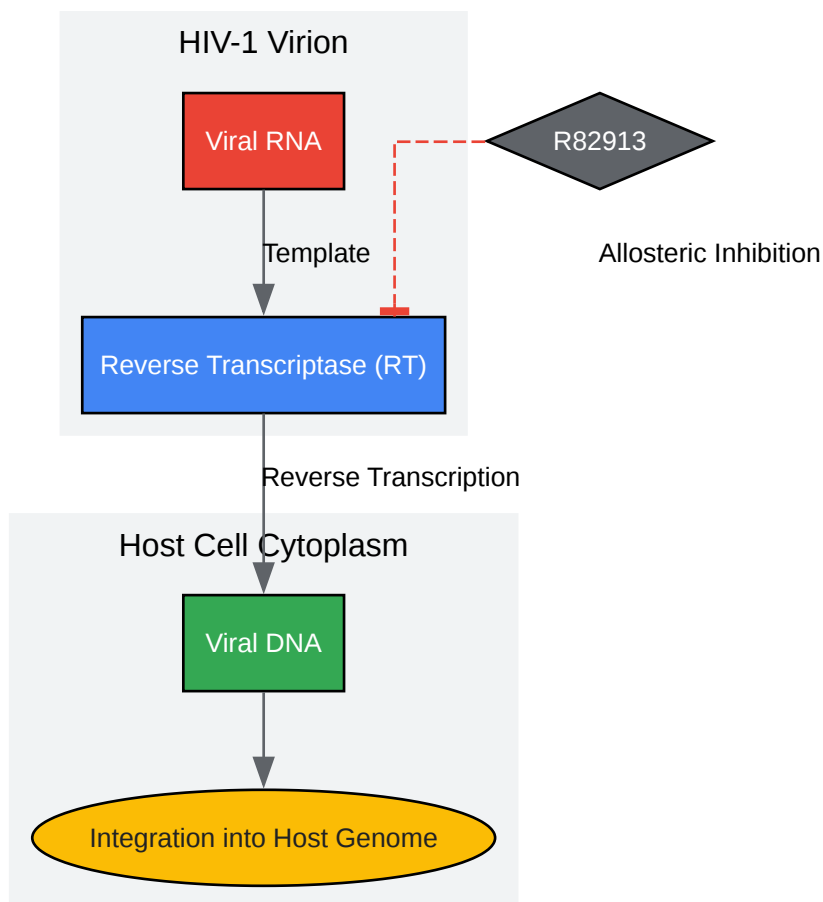 HIV-1 Virion
Viral RNA
R82913
Template
Allosteric Inhibition
Reverse Transcriptase (RT)
Reverse Transcription
Host Cell Cytoplasm
Viral DNA
Integration into Host Genome